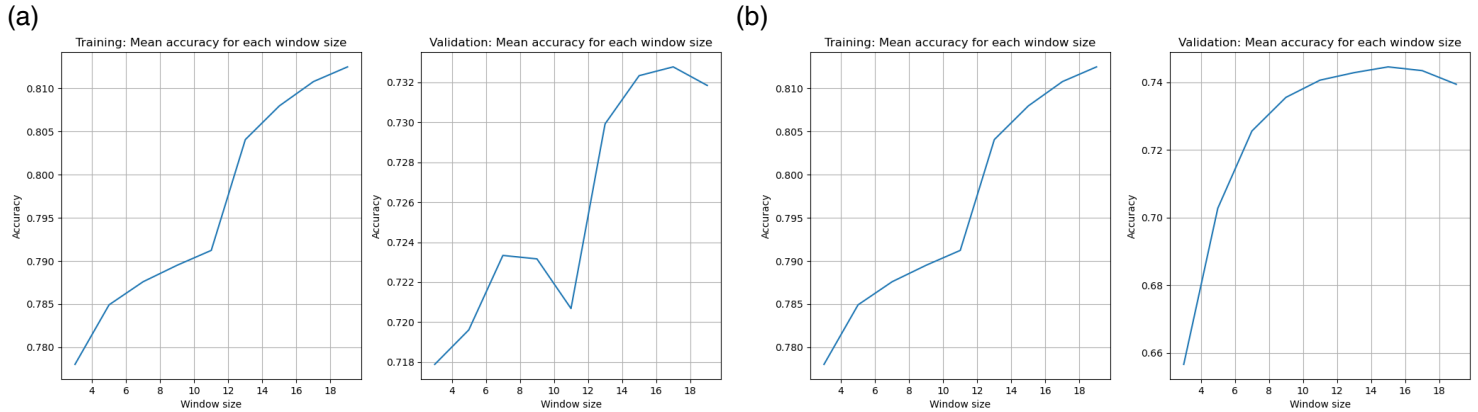 (a)
Training: Mean accuracy for each window size
0.810
0.805
0.800
0.795
0.790
0.785
0.780
Accuracy
4 6 8 10 12 14 16 18
Window size
Validation: Mean accuracy for each window size
0.732
0.730
0.728
0.726
0.724
0.722
0.720
0.718
Accuracy
4 6 8 10 12 14 16 18
Window size
(b)
Training: Mean accuracy for each window size
0.810
0.805
0.800
0.795
0.790
0.785
0.780
Accuracy
4 6 8 10 12 14 16 18
Window size
Validation: Mean accuracy for each window size
0.74
0.72
0.70
0.68
0.66
Accuracy
4 6 8 10 12 14 16 18
Window size